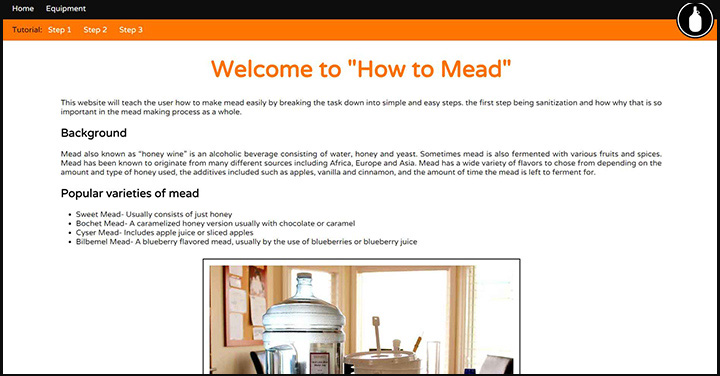 Home Equipment
Tutorial: Step 1 Step 2 Step 3
Welcome to "How to Mead"
This website will teach the user how to make mead easily by breaking the task down into simple and easy steps. the first step being sanitization and how why that is so
important in the mead making process as a whole.
Background
Mead also known as “honey wine” is an alcoholic beverage consisting of water, honey and yeast. Sometimes mead is also fermented with various fruits and spices.
Mead has been known to originate from many different sources including Africa, Europe and Asia. Mead has a wide variety of flavors to chose from depending on the
amount and type of honey used, the additives included such as apples, vanilla and cinnamon, and the amount of time the mead is left to ferment for.
Popular varieties of mead
Sweet Mead- Usually consists of just honey
Bochet Mead- A caramelized honey version usually with chocolate or caramel
Cyser Mead- Includes apple juice or sliced apples
Bilbemel Mead- A blueberry flavored mead, usually by the use of blueberries or blueberry juice